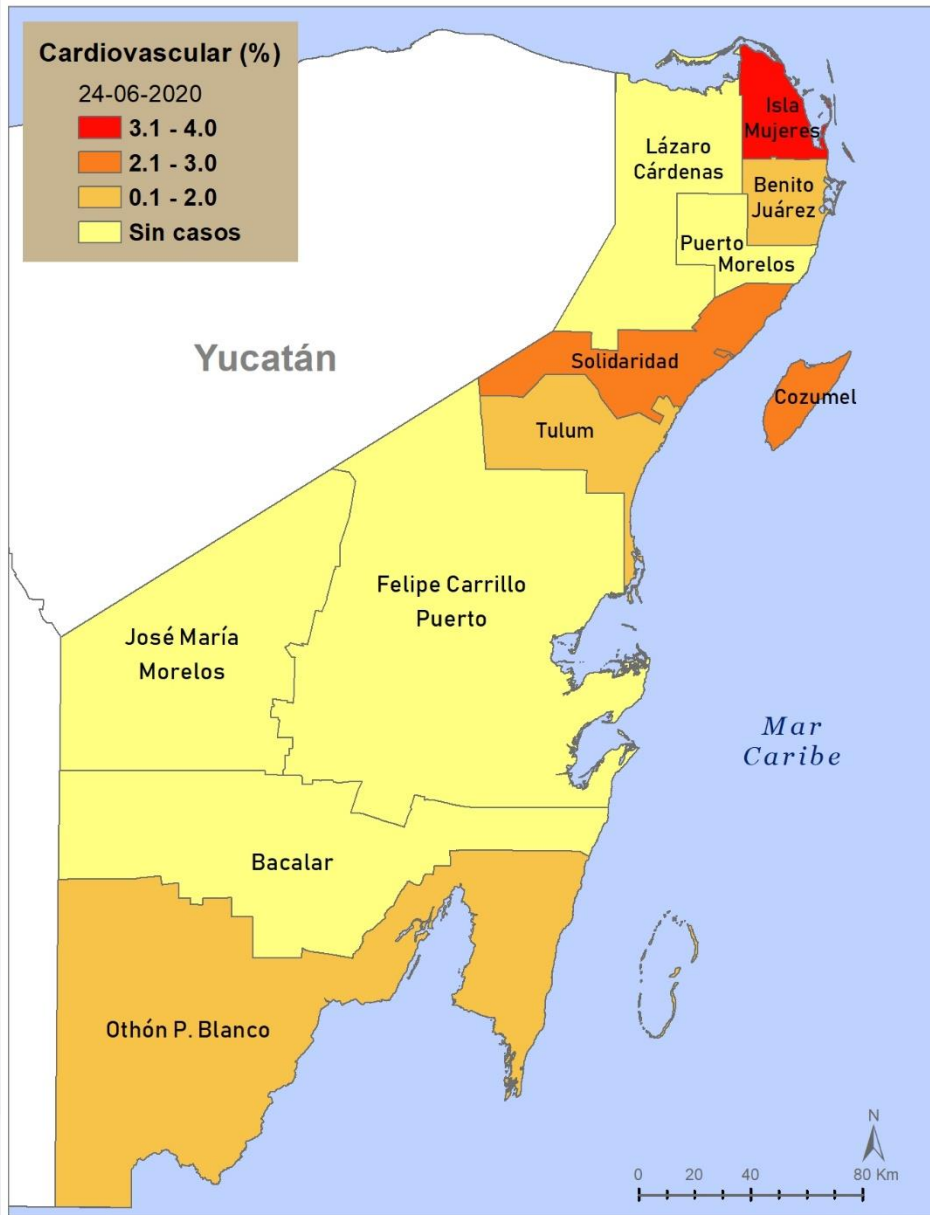 Cardiovascular (%)
24-06-2020
3.1 - 4.0
2.1 - 3.0
0.1 - 2.0
Sin casos
Isla
Mujeres
Lázaro
Cárdenas
Benito
Juárez
Puerto
Morelos
Yucatán
Solidaridad
Cozumel
Tulum
Felipe Carrillo
Puerto
José María
Morelos
Mar
Caribe
Bacalar
Othón P. Blanco
N
0 20 40 80 Km